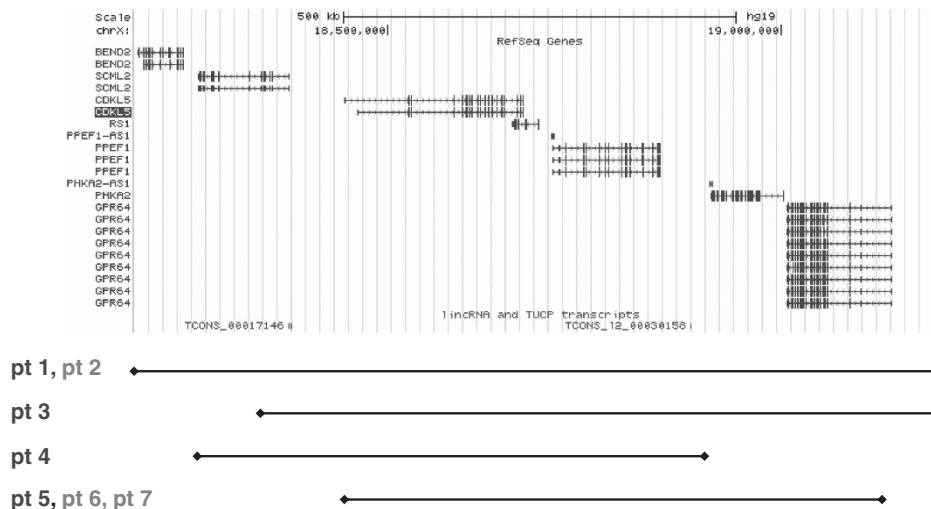 Scale 500 kb hg19
chrX: 18,500,000 19,000,000
RefSeq Genes
BEND2
BEND2
SCML2
SCML2
CDKL5
CDKL5
RS1
PPEF1-AS1
PPEF1
PPEF1
PPEF1
PHKA2-AS1
PHKA2
GPR64
GPR64
GPR64
GPR64
GPR64
GPR64
GPR64
GPR64
GPR64
lincRNA and TUCP transcripts
TCONS_00017146 TCONS_12_00030158
pt 1, pt 2
pt 3
pt 4
pt 5, pt 6, pt 7